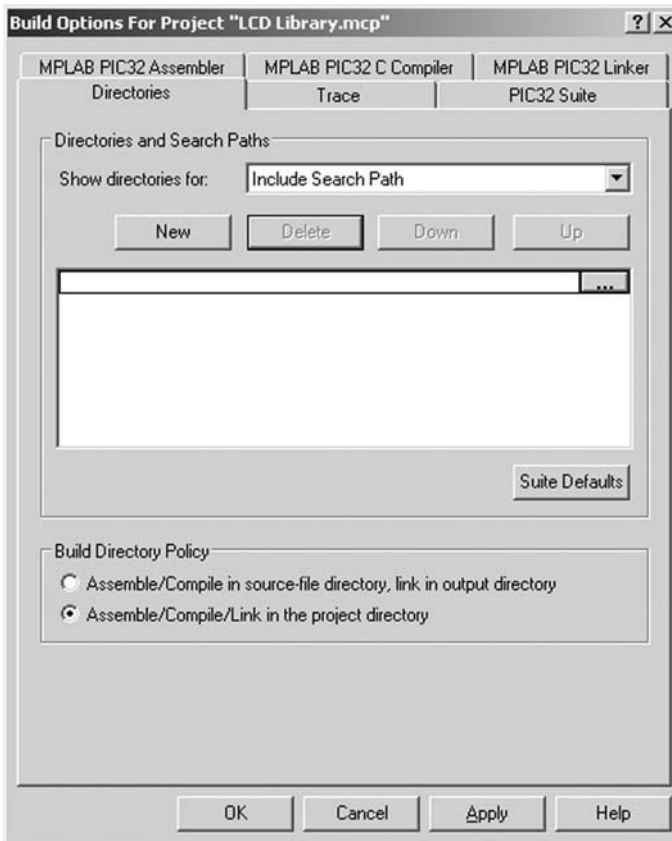 Build Options For Project "LCD Library.mcp"
? ×
MPLAB PIC32 Assembler MPLAB PIC32 C Compiler MPLAB PIC32 Linker
Directories Trace PIC32 Suite
Directories and Search Paths
Show directories for: Include Search Path
New Delete Down Up
...
Suite Defaults
Build Directory Policy
Assemble/Compile in source-file directory, link in output directory
Assemble/Compile/Link in the project directory
OK Cancel Apply Help